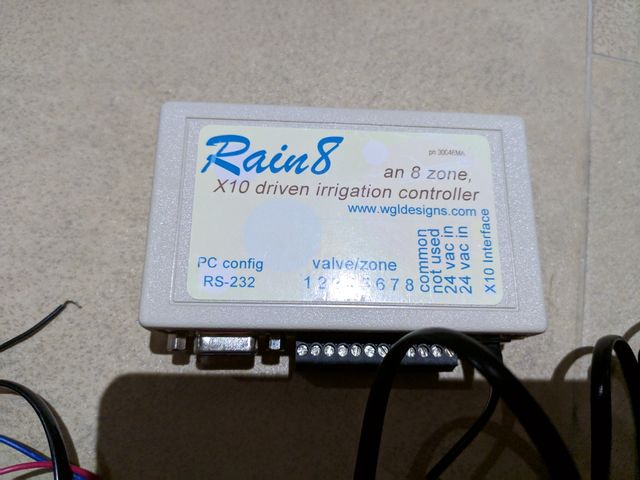 Rain8
an 8 zone,
X10 driven irrigation controller
www.wgldesigns.com
PC config
RS-232
valve/zone
1 2 6 7 8
common
not used
24 vac in
24 vac in
X10 Interface